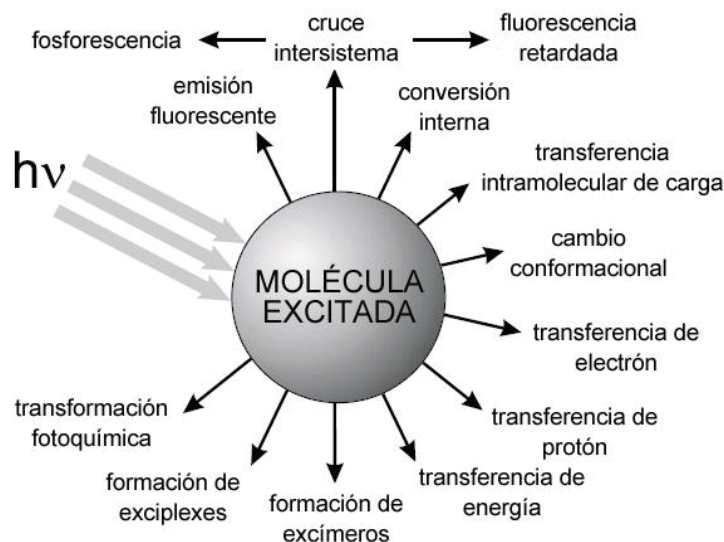 cruce
intersistema
fosforescencia
fluorescencia
retardada
emisión
fluorescente
conversión
interna
hν
transferencia
intramolecular de carga
cambio
conformacional
MOLÉCULA
EXCITADA
transferencia de
electrón
transformación
fotoquímica
transferencia de
protón
formación de
exciplexes
formación de
excímeros
transferencia de
energía